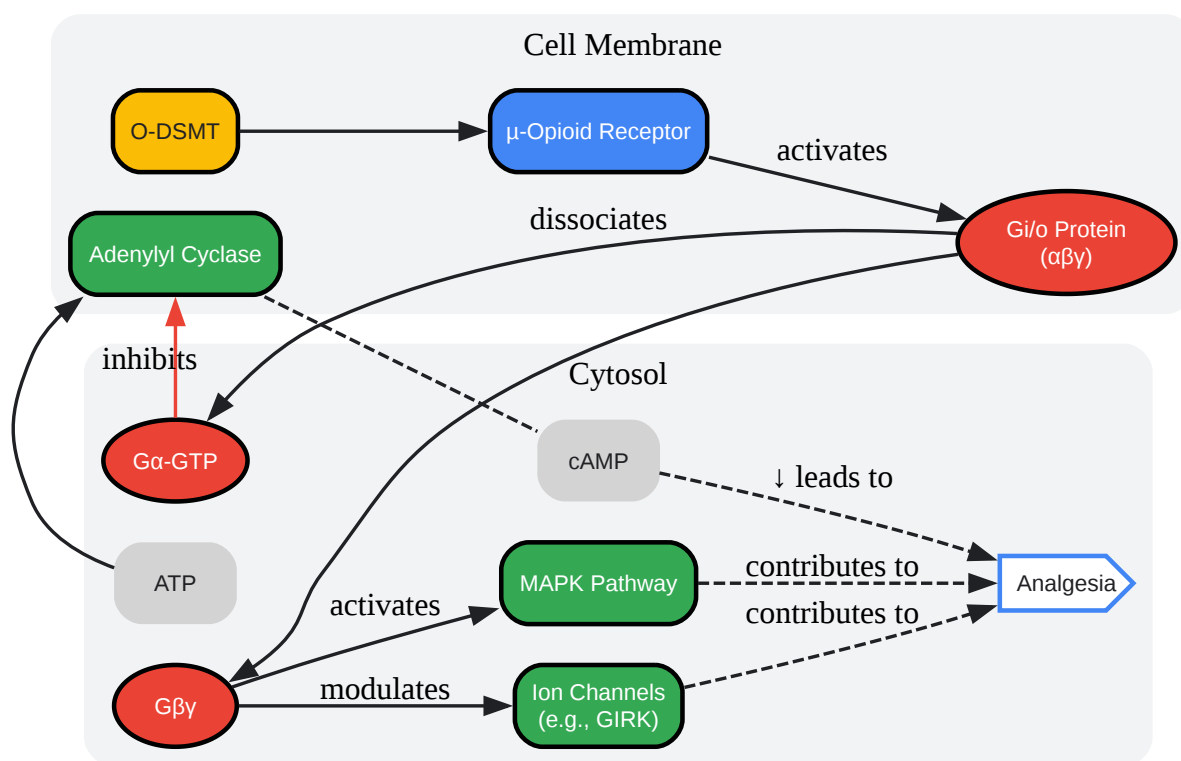 Cell Membrane
O-DSMT
μ-Opioid Receptor
activates
dissociates
Gi/o Protein
(αβγ)
Adenylyl Cyclase
inhibits
Cytosol
Gα-GTP
cAMP
↓ leads to
ATP
MAPK Pathway
contributes to
Analgesia
activates
contributes to
modulates
Gβγ
Ion Channels
(e.g., GIRK)